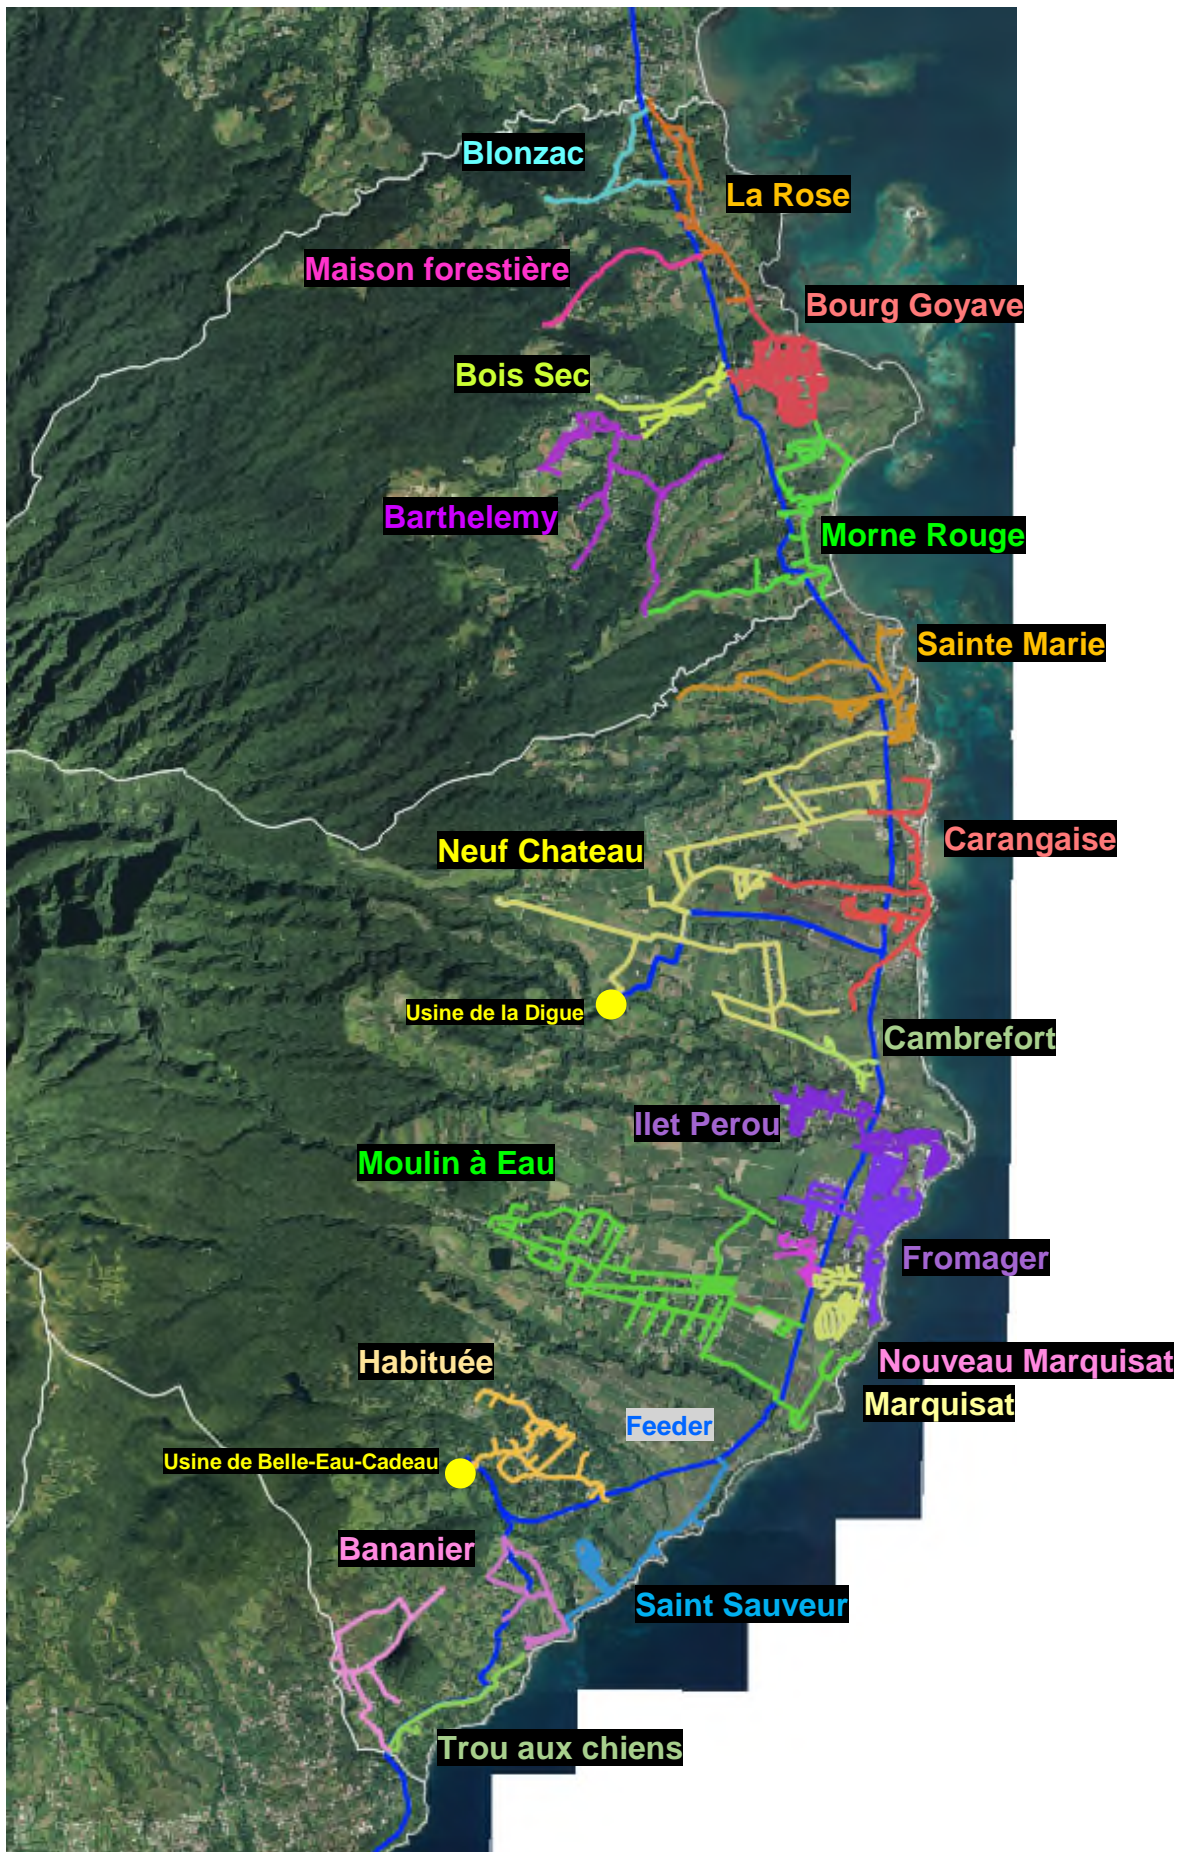 Blonzac
La Rose
Maison forestière
Bourg Goyave
Bois Sec
Barthelemy
Morne Rouge
Sainte Marie
Carangaise
Neuf Chateau
Usine de la Digue
Cambrefort
Ilet Perou
Moulin à Eau
Fromager
Habituée
Nouveau Marquisat
Marquisat
Feeder
Usine de Belle-Eau-Cadeau
Bananier
Saint Sauveur
Trou aux chiens